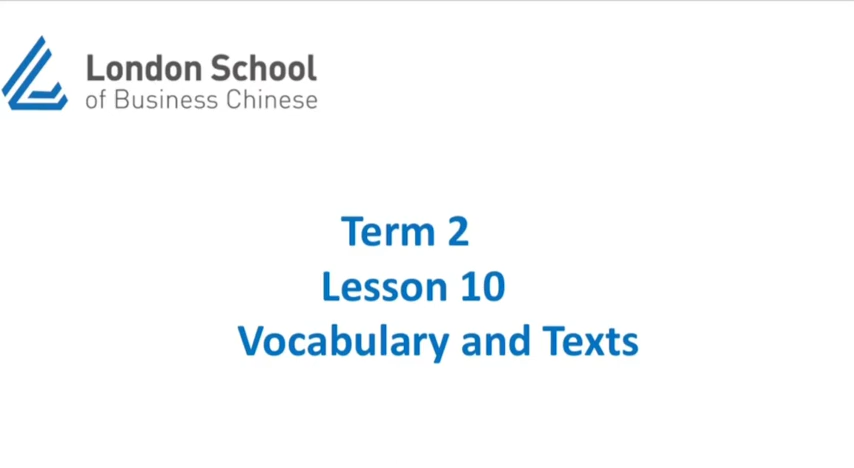 London School
of Business Chinese
Term 2
Lesson 10
Vocabulary and Texts